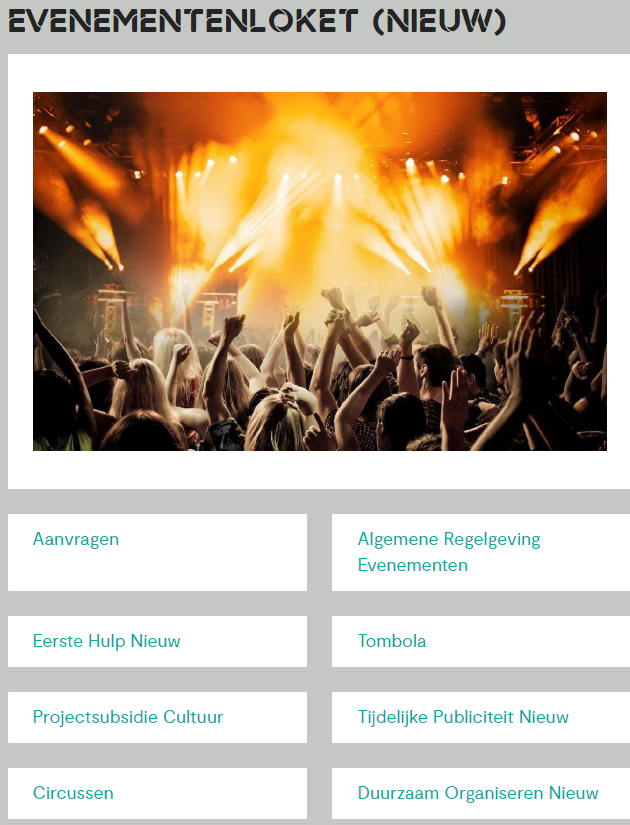 EVENEMENTENLOKET (NIEUW)
Aanvragen
Algemene Regelgeving
Evenementen
Eerste Hulp Nieuw
Tombola
Projectsubsidie Cultuur
Tijdelijke Publiciteit Nieuw
Circussen
Duurzaam Organiseren Nieuw